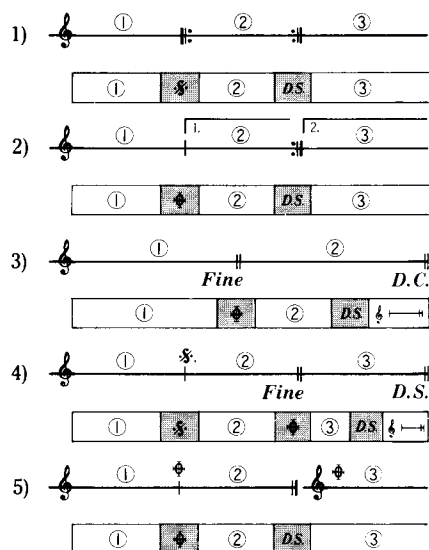 1) ① ② ③
① 𝄋 ② D.S. ③
2) ① 1. ② 2. ③
① 𝄌 ② D.S. ③
3) ① ②
Fine D.C.
① 𝄌 ② D.S.
4) ① 𝄋. ② ③
Fine D.S.
① 𝄋 ② 𝄌 ③ D.S.
5) ① 𝄌 ② 𝄌 ③
① 𝄌 ② D.S. ③